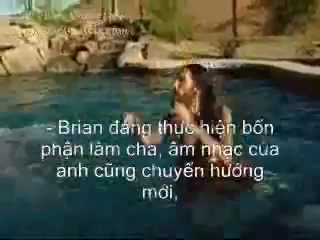 - Brian đang thực hiện bổn
phận làm cha, âm nhạc của
anh cũng chuyển hướng
mới,